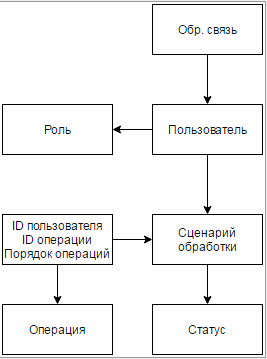 Обр. связь
Роль
Пользователь
ID пользователя
ID операции
Порядок операций
Сценарий
обработки
Операция
Статус